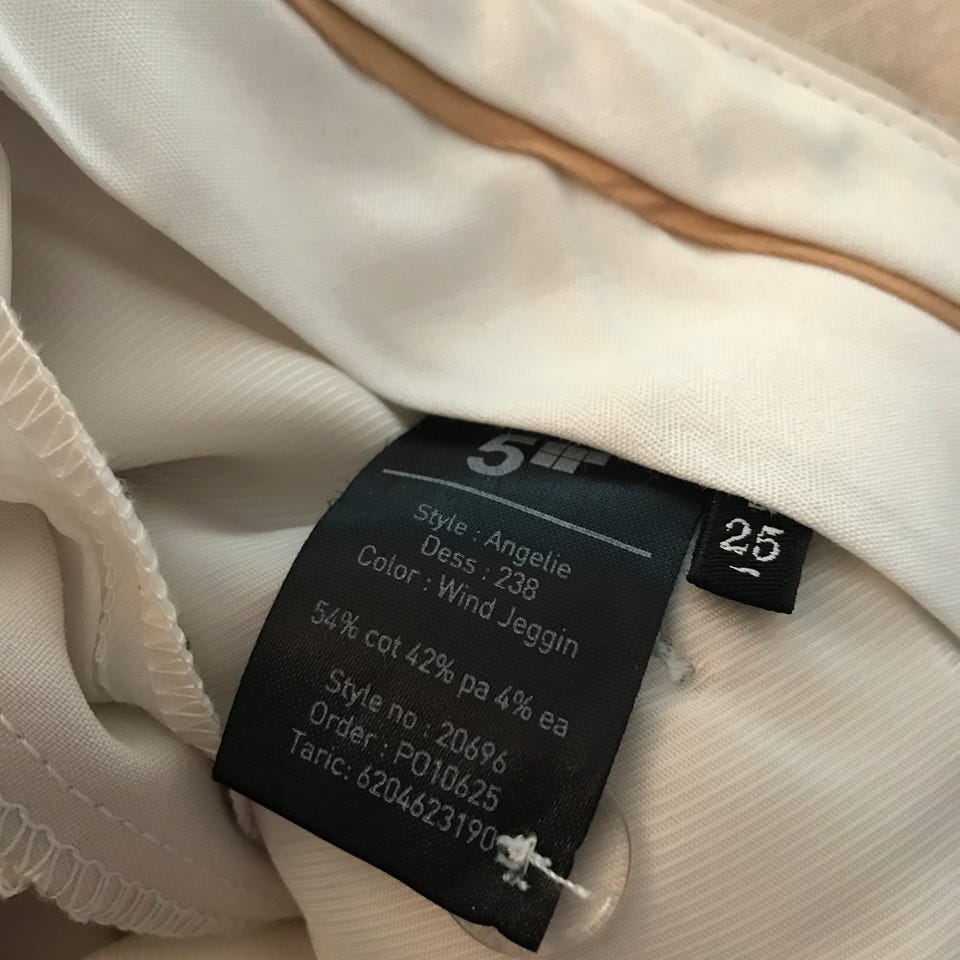 5
Style : Angelie
Dess : 238
Color : Wind Jeggin
54% cot 42% pa 4% ea
Style no : 20696
Order : PO10625
Taric: 6204623190
25